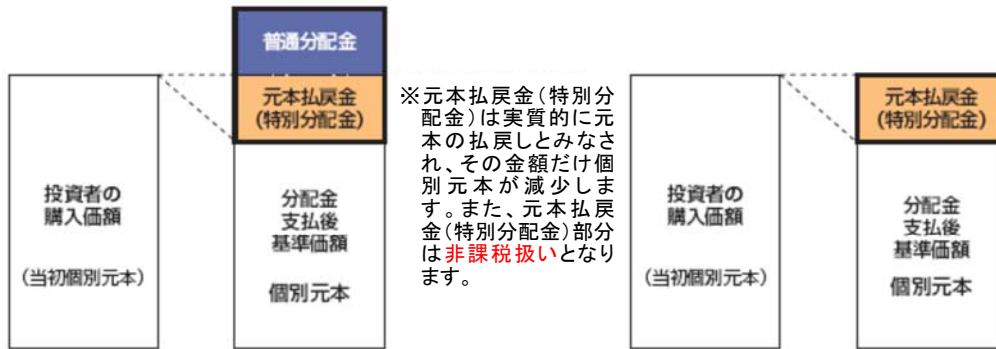 普通分配金
元本払戻金
(特別分配金)
投資者の
購入価額
(当初個別元本)
分配金
支払後
基準価額
個別元本
※元本払戻金(特別分
配金)は実質的に元
本の払戻しとみなさ
れ、その金額だけ個
別元本が減少しま
す。また、元本払戻
金(特別分配金)部分
は非課税扱いとなり
ます。
元本払戻金
(特別分配金)
投資者の
購入価額
(当初個別元本)
分配金
支払後
基準価額
個別元本